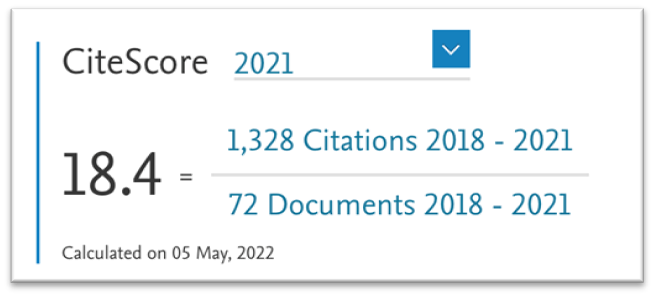 CiteScore 2021
1,328 Citations 2018 - 2021
18.4 =
72 Documents 2018 - 2021
Calculated on 05 May, 2022